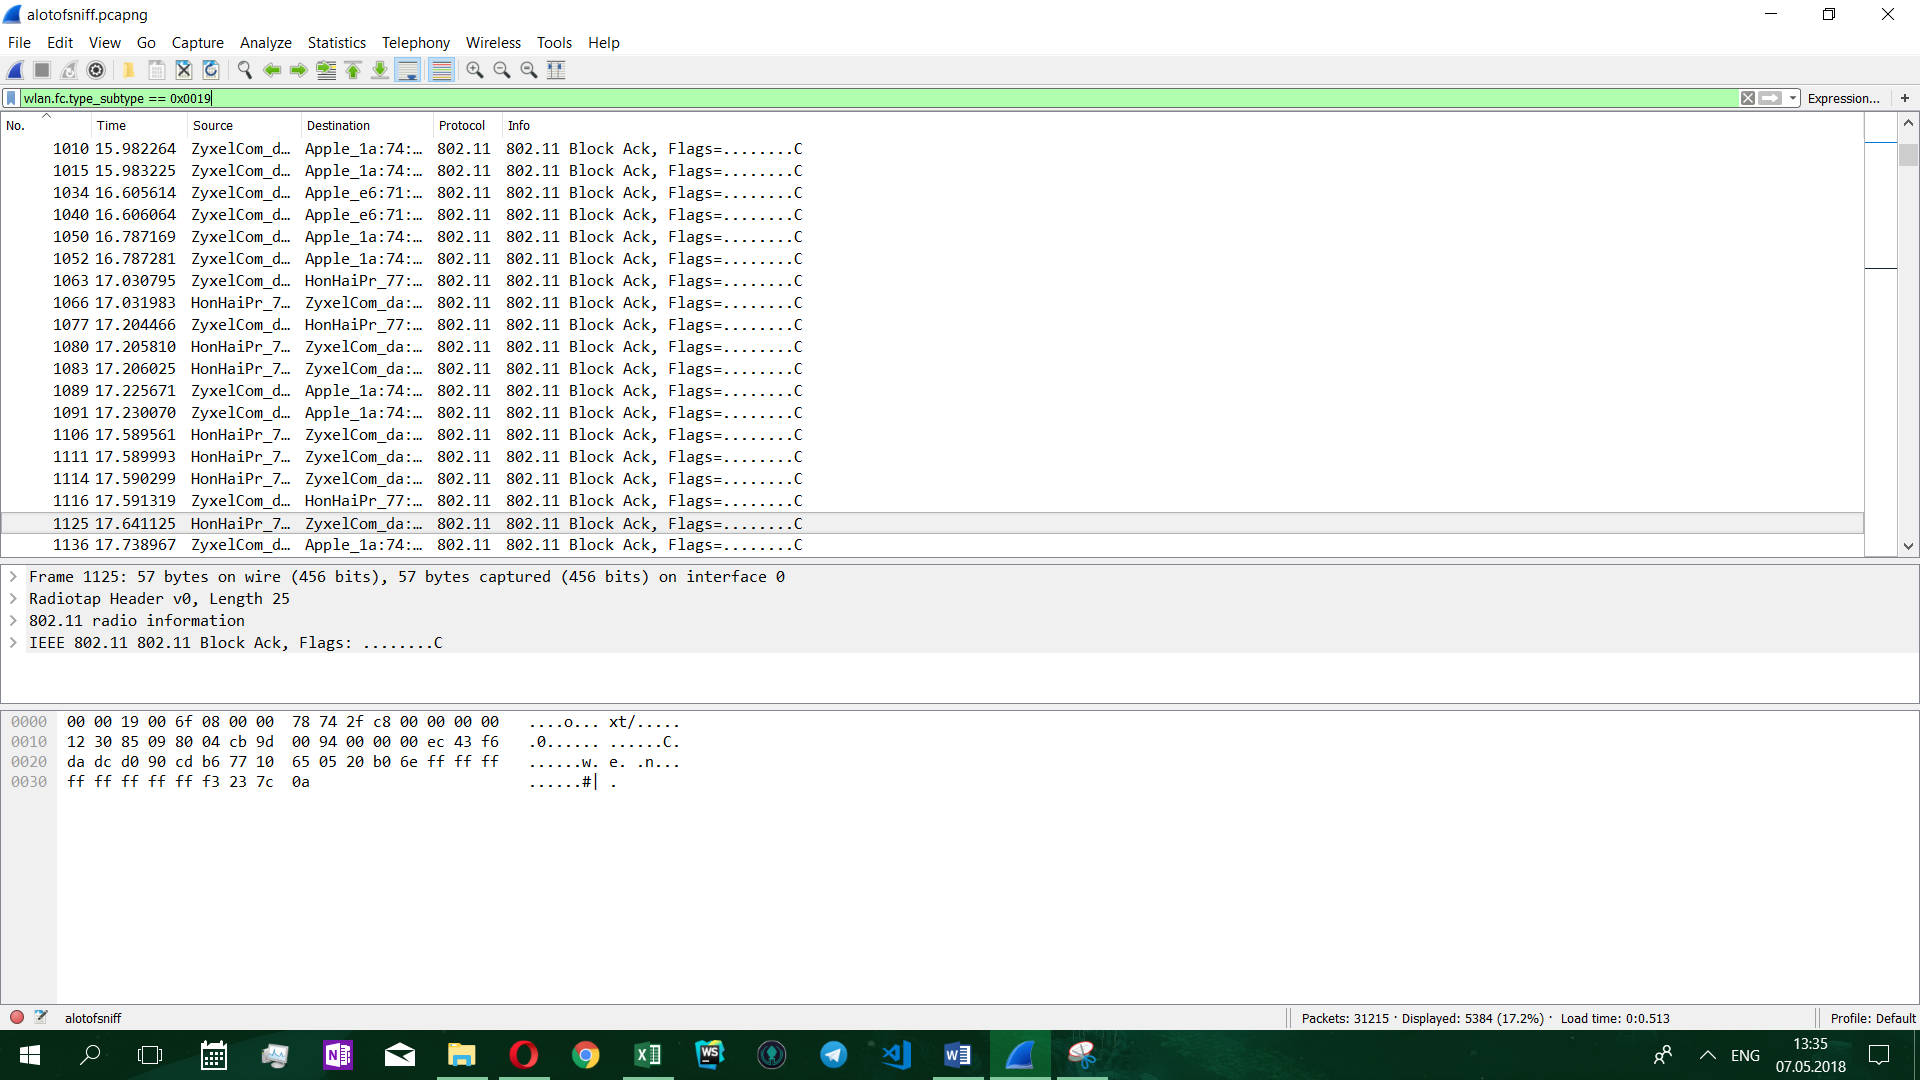 alotofsniff.pcapng
File Edit View Go Capture Analyze Statistics Telephony Wireless Tools Help
wlan.fc.type_subtype == 0x0019 Expression... +
No. Time Source Destination Protocol Info
1010 15.982264 ZyxelCom_d… Apple_1a:74:… 802.11 802.11 Block Ack, Flags=........C
1015 15.983225 ZyxelCom_d… Apple_1a:74:… 802.11 802.11 Block Ack, Flags=........C
1034 16.605614 ZyxelCom_d… Apple_e6:71:… 802.11 802.11 Block Ack, Flags=........C
1040 16.606064 ZyxelCom_d… Apple_e6:71:… 802.11 802.11 Block Ack, Flags=........C
1050 16.787169 ZyxelCom_d… Apple_1a:74:… 802.11 802.11 Block Ack, Flags=........C
1052 16.787281 ZyxelCom_d… Apple_1a:74:… 802.11 802.11 Block Ack, Flags=........C
1063 17.030795 ZyxelCom_d… HonHaiPr_77:… 802.11 802.11 Block Ack, Flags=........C
1066 17.031983 HonHaiPr_7… ZyxelCom_da:… 802.11 802.11 Block Ack, Flags=........C
1077 17.204466 ZyxelCom_d… HonHaiPr_77:… 802.11 802.11 Block Ack, Flags=........C
1080 17.205810 HonHaiPr_7… ZyxelCom_da:… 802.11 802.11 Block Ack, Flags=........C
1083 17.206025 HonHaiPr_7… ZyxelCom_da:… 802.11 802.11 Block Ack, Flags=........C
1089 17.225671 ZyxelCom_d… Apple_1a:74:… 802.11 802.11 Block Ack, Flags=........C
1091 17.230070 ZyxelCom_d… Apple_1a:74:… 802.11 802.11 Block Ack, Flags=........C
1106 17.589561 HonHaiPr_7… ZyxelCom_da:… 802.11 802.11 Block Ack, Flags=........C
1111 17.589993 HonHaiPr_7… ZyxelCom_da:… 802.11 802.11 Block Ack, Flags=........C
1114 17.590299 HonHaiPr_7… ZyxelCom_da:… 802.11 802.11 Block Ack, Flags=........C
1116 17.591319 ZyxelCom_d… HonHaiPr_77:… 802.11 802.11 Block Ack, Flags=........C
1125 17.641125 HonHaiPr_7… ZyxelCom_da:… 802.11 802.11 Block Ack, Flags=........C
1136 17.738967 ZyxelCom_d… Apple_1a:74:… 802.11 802.11 Block Ack, Flags=........C
Frame 1125: 57 bytes on wire (456 bits), 57 bytes captured (456 bits) on interface 0
Radiotap Header v0, Length 25
802.11 radio information
IEEE 802.11 802.11 Block Ack, Flags: ........C
0000 00 00 19 00 6f 08 00 00 78 74 2f c8 00 00 00 00 ....o... xt/.....
0010 12 30 85 09 80 04 cb 9d 00 94 00 00 00 ec 43 f6 .0...... ......C.
0020 da dc d0 90 cd b6 77 10 65 05 20 b0 6e ff ff ff ......w. e. .n...
0030 ff ff ff ff ff f3 23 7c 0a ......#| .
alotofsniff Packets: 31215 · Displayed: 5384 (17.2%) · Load time: 0:0.513 Profile: Default
N WS ENG 13:35
07.05.2018